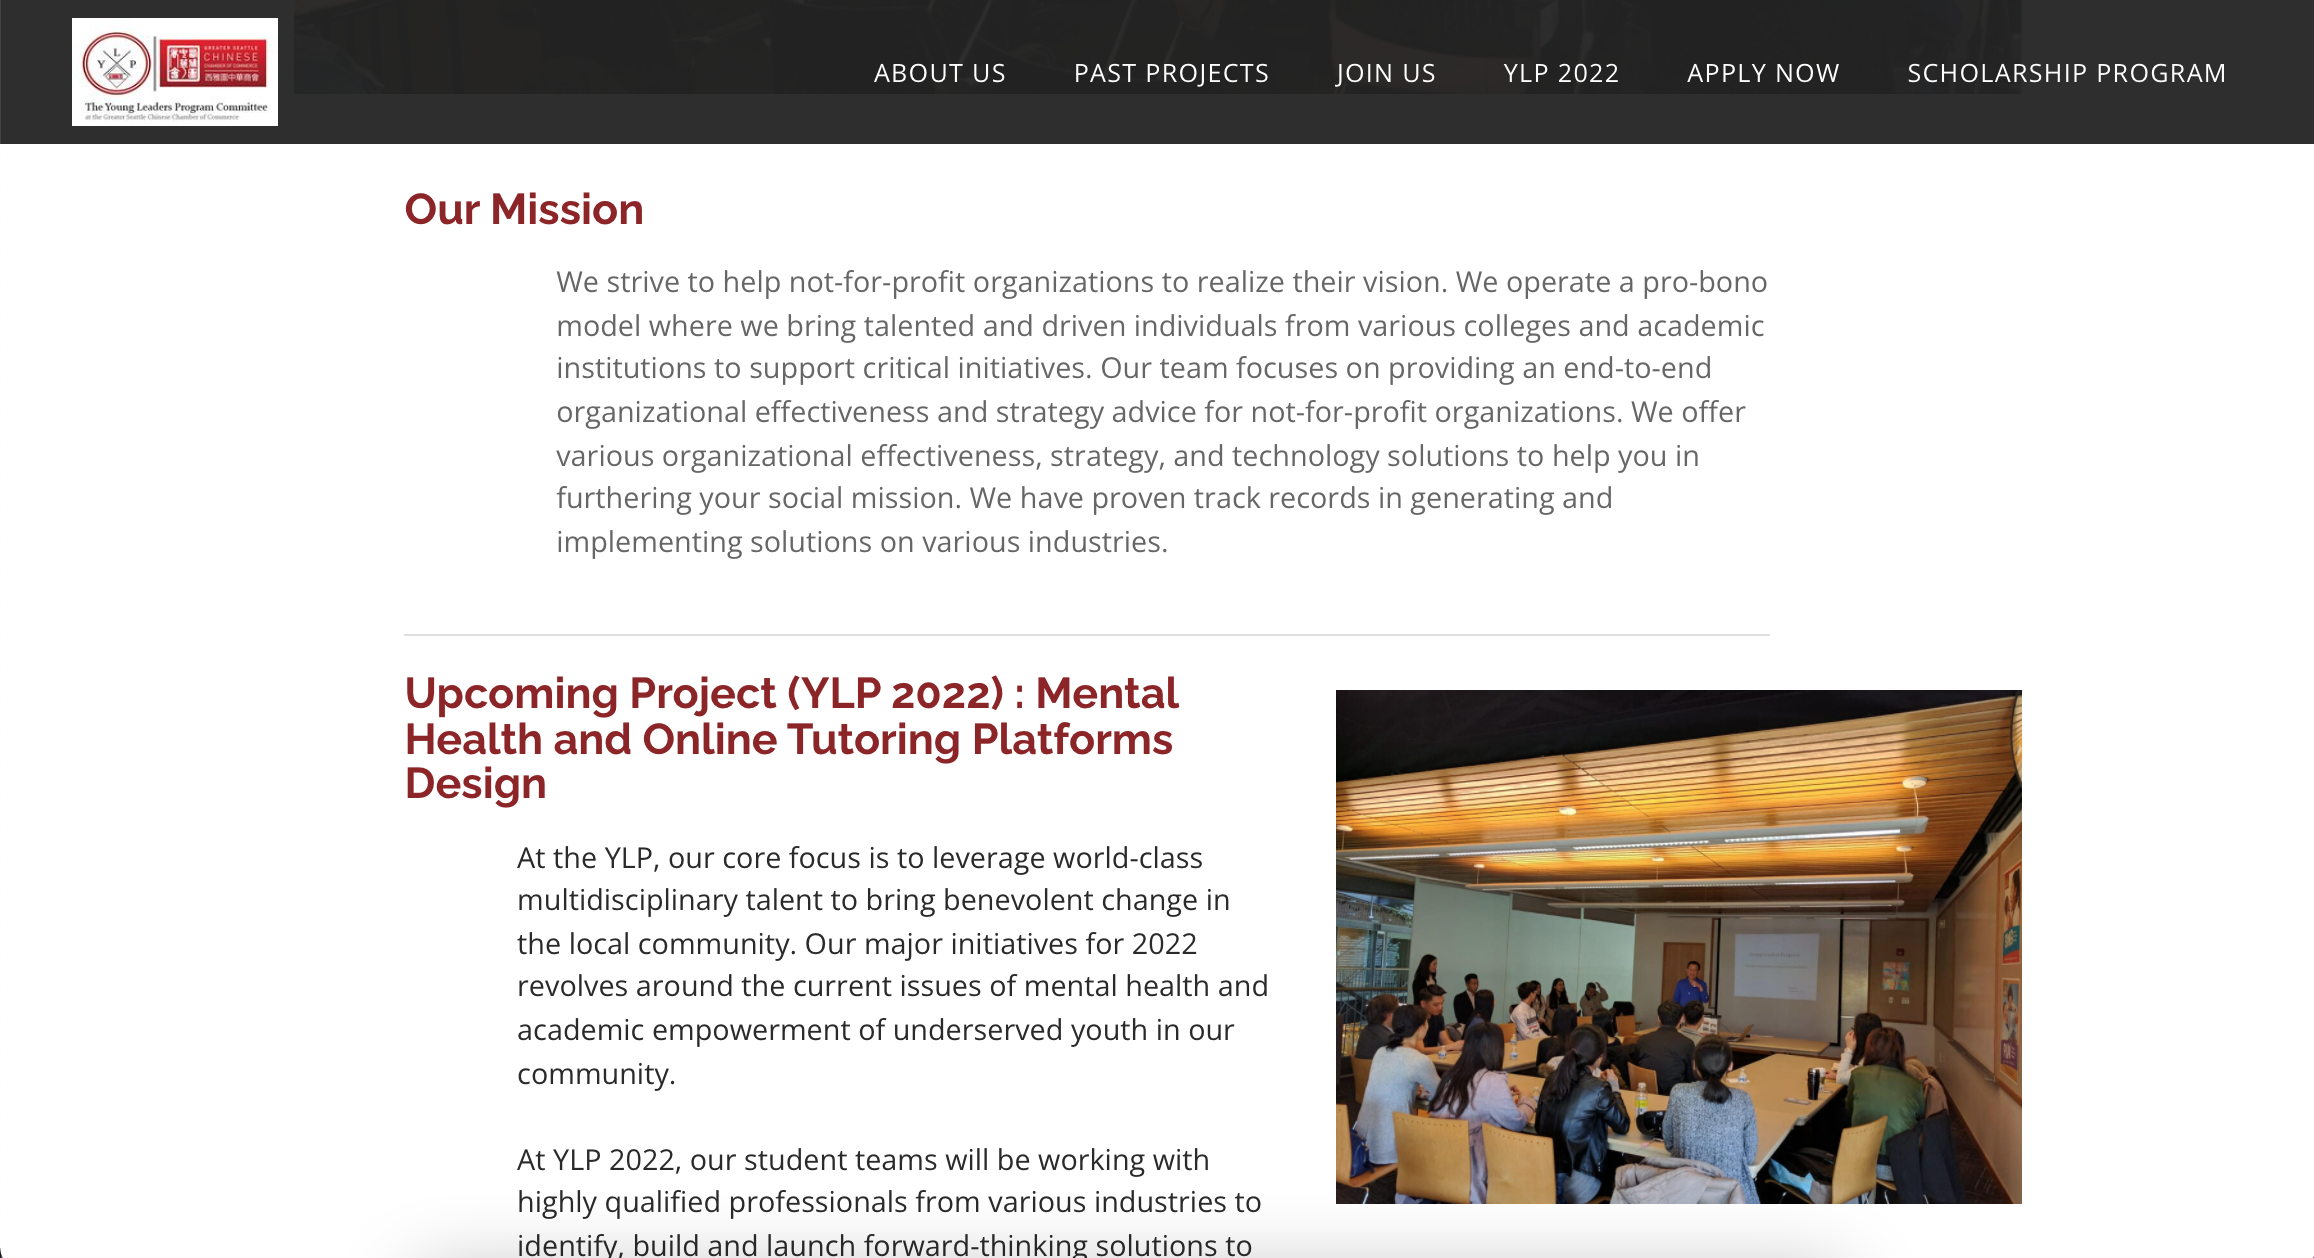 Y L P
GREATER SEATTLE
CHINESE
CHAMBER OF COMMERCE
西雅圖中華商會
The Young Leaders Program Committee
at the Greater Seattle Chinese Chamber of Commerce
ABOUT US PAST PROJECTS JOIN US YLP 2022 APPLY NOW SCHOLARSHIP PROGRAM
Our Mission
We strive to help not-for-profit organizations to realize their vision. We operate a pro-bono
model where we bring talented and driven individuals from various colleges and academic
institutions to support critical initiatives. Our team focuses on providing an end-to-end
organizational effectiveness and strategy advice for not-for-profit organizations. We offer
various organizational effectiveness, strategy, and technology solutions to help you in
furthering your social mission. We have proven track records in generating and
implementing solutions on various industries.
Upcoming Project (YLP 2022) : Mental
Health and Online Tutoring Platforms
Design
At the YLP, our core focus is to leverage world-class
multidisciplinary talent to bring benevolent change in
the local community. Our major initiatives for 2022
revolves around the current issues of mental health and
academic empowerment of underserved youth in our
community.
At YLP 2022, our student teams will be working with
highly qualified professionals from various industries to
identify, build and launch forward-thinking solutions to